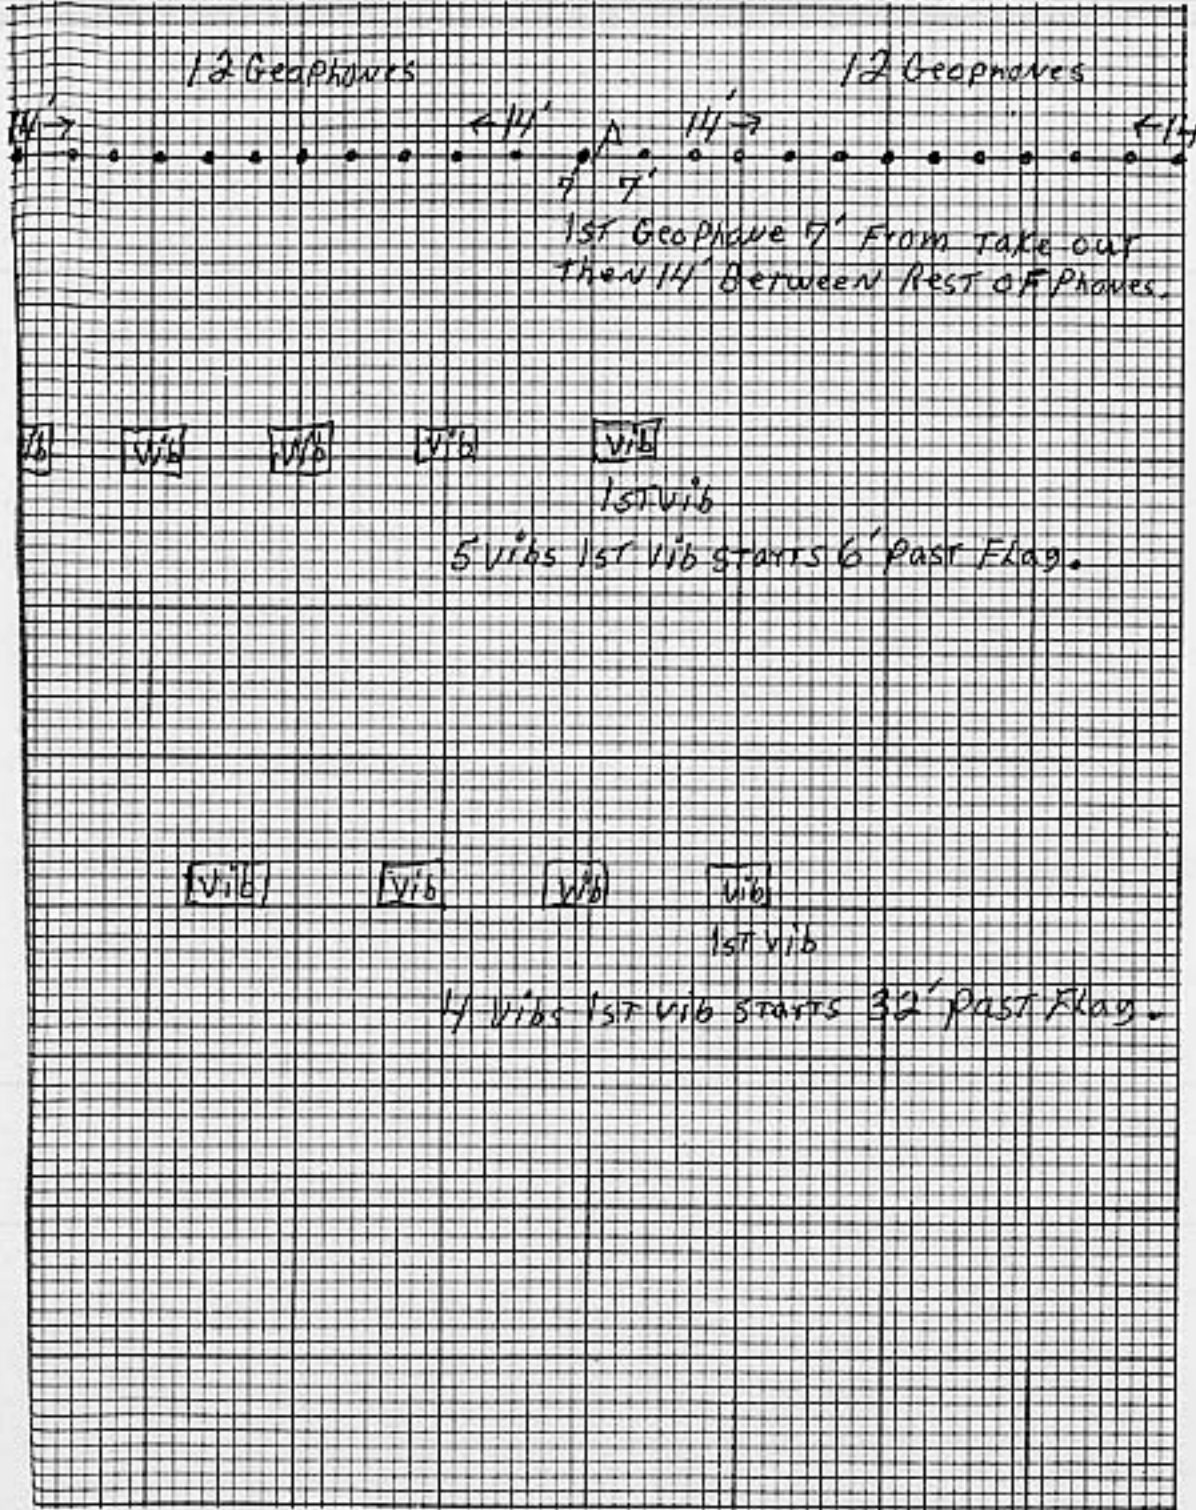 12 Geophones 12 Geophones
14' → ← 14' 14' → ← 14'
7' 7'
1st Geophone 7' From Take out
Then 14' Between Rest of Phones.
Vib Vib Vib Vib
1st Vib
5 Vibs 1st Vib starts 6' Past Flag.
Vib Vib Vib Vib
1st Vib
4 Vibs 1st Vib starts 32' Past Flag.